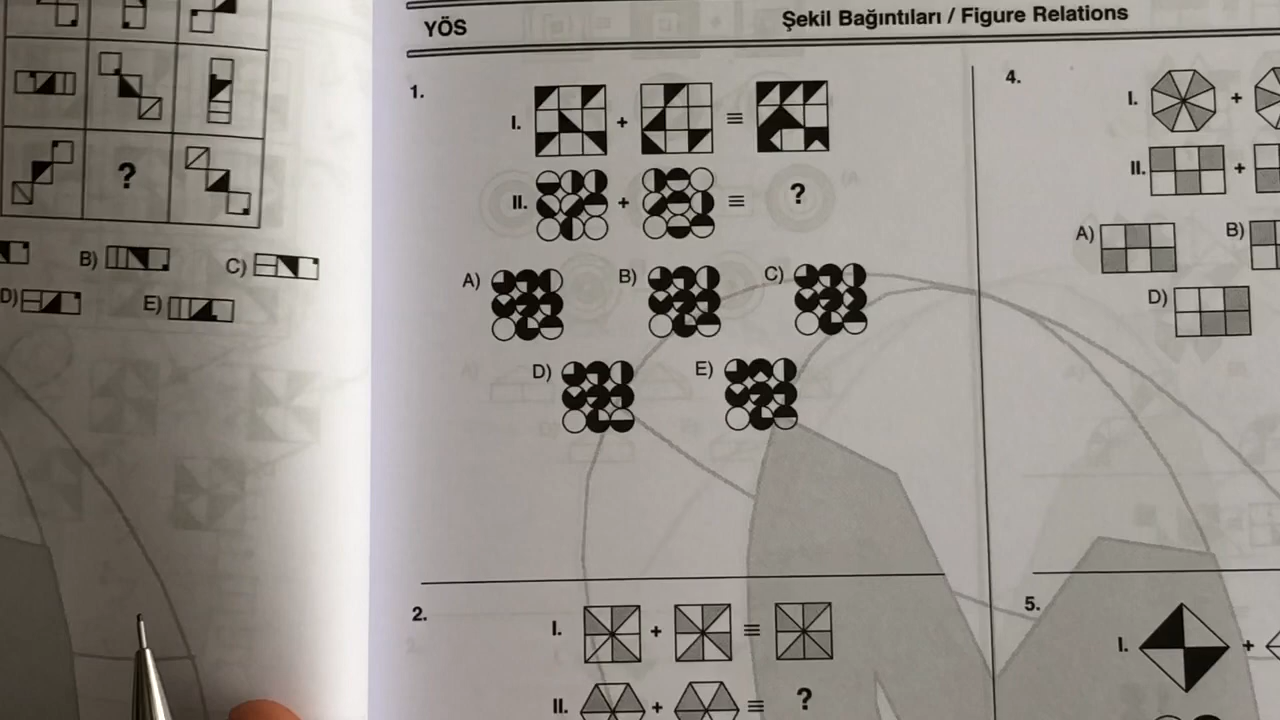 YÖS
Şekil Bağıntıları / Figure Relations
?
B)
C)
D)
E)
1.
I.
+
≡
II.
+
≡
?
A)
B)
C)
D)
E)
2.
I.
+
≡
II.
+
≡
?
4.
I.
+
II.
+
A)
B)
D)
5.
I.
+